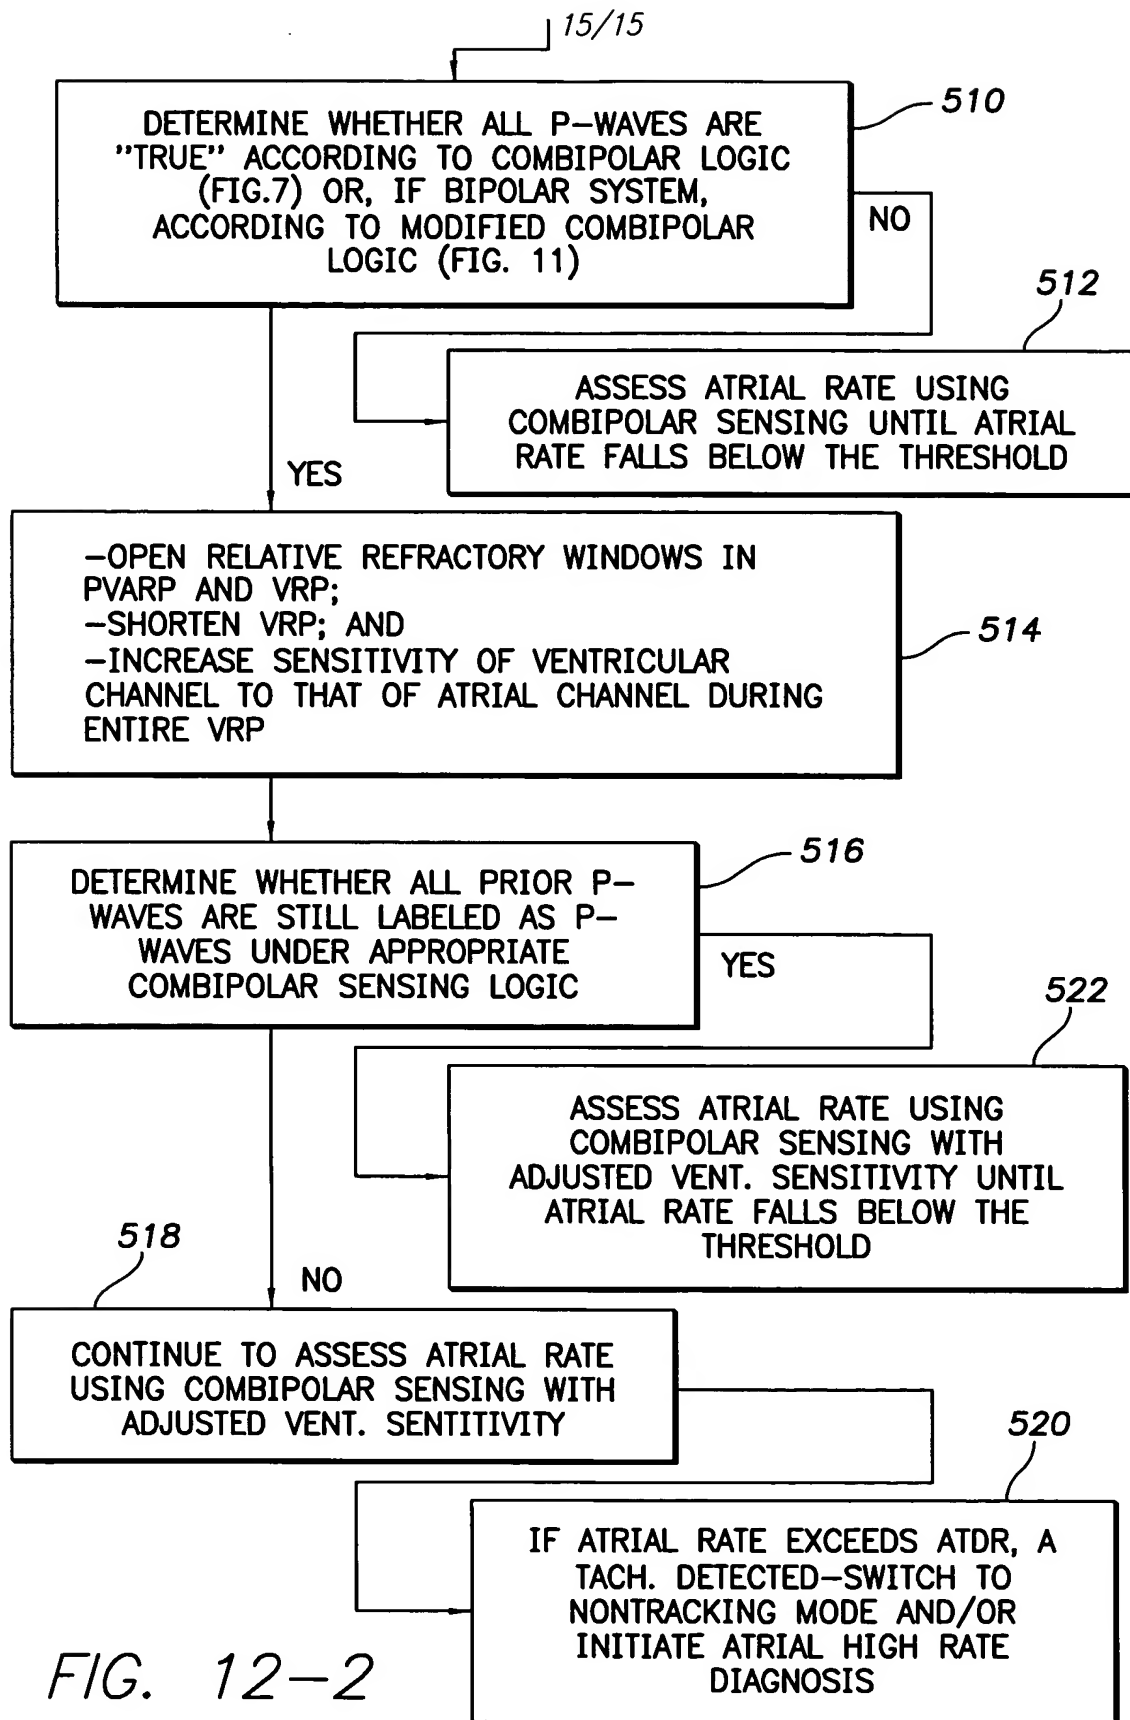 15/15
DETERMINE WHETHER ALL P-WAVES ARE
"TRUE" ACCORDING TO COMBIPOLAR LOGIC
(FIG.7) OR, IF BIPOLAR SYSTEM,
ACCORDING TO MODIFIED COMBIPOLAR
LOGIC (FIG. 11)
510
NO
512
ASSESS ATRIAL RATE USING
COMBIPOLAR SENSING UNTIL ATRIAL
RATE FALLS BELOW THE THRESHOLD
YES
-OPEN RELATIVE REFRACTORY WINDOWS IN
PVARP AND VRP;
-SHORTEN VRP; AND
-INCREASE SENSITIVITY OF VENTRICULAR
CHANNEL TO THAT OF ATRIAL CHANNEL DURING
ENTIRE VRP
514
DETERMINE WHETHER ALL PRIOR P-
WAVES ARE STILL LABELED AS P-
WAVES UNDER APPROPRIATE
COMBIPOLAR SENSING LOGIC
516
YES
522
ASSESS ATRIAL RATE USING
COMBIPOLAR SENSING WITH
ADJUSTED VENT. SENSITIVITY UNTIL
ATRIAL RATE FALLS BELOW THE
THRESHOLD
518
NO
CONTINUE TO ASSESS ATRIAL RATE
USING COMBIPOLAR SENSING WITH
ADJUSTED VENT. SENTITIVITY
520
IF ATRIAL RATE EXCEEDS ATDR, A
TACH. DETECTED-SWITCH TO
NONTRACKING MODE AND/OR
INITIATE ATRIAL HIGH RATE
DIAGNOSIS
FIG. 12-2